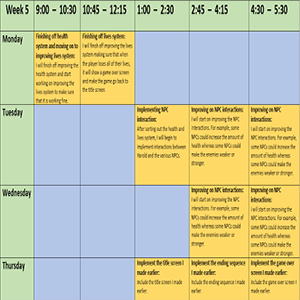 Week 5 9:00 – 10:30 10:45 – 12:15 1:00 – 2:30 2:45 – 4:15 4:30 – 5:30
Monday
Finishing off health
system and moving on to
improving lives system:
I will finish off improving the
health system and start
working on improving the
lives system to make sure
that it is working fine.
Finishing off lives system:
I will finish off improving the
lives system making sure that when
the player loses all of their lives,
it will show a game over screen
and make the game go back to
the title screen.
Tuesday
Implementing NPC
interaction:
After sorting out the health and
lives system, I will begin to
implement interactions between
Harold and the various NPCs.
Improving on NPC interactions:
I will start on improving the NPC
interactions. For example, some
NPCs could increase the amount of
health whereas some NPCs could
make the enemies weaker or
stronger.
Improving on NPC
interactions:
I will start on improving the
NPC interactions. For example,
some NPCs could increase the
amount of health whereas some
NPCs could make the
enemies weaker or stronger.
Wednesday
Improving on NPC interactions:
I will start on improving the NPC
interactions. For example, some
NPCs could increase the amount of
health whereas some NPCs could
make the enemies weaker or
stronger.
Improving on NPC
interactions:
I will start on improving the
NPC interactions. For example,
some NPCs could increase the
amount of health whereas
some NPCs could make the
enemies weaker or stronger.
Thursday
Implement the title screen I
made earlier:
Include the title screen I made
earlier.
Implement the ending sequence
I made earlier:
Include the ending sequence I made
earlier.
Implement the game over
screen I made earlier:
Include the game over screen I
made earlier.